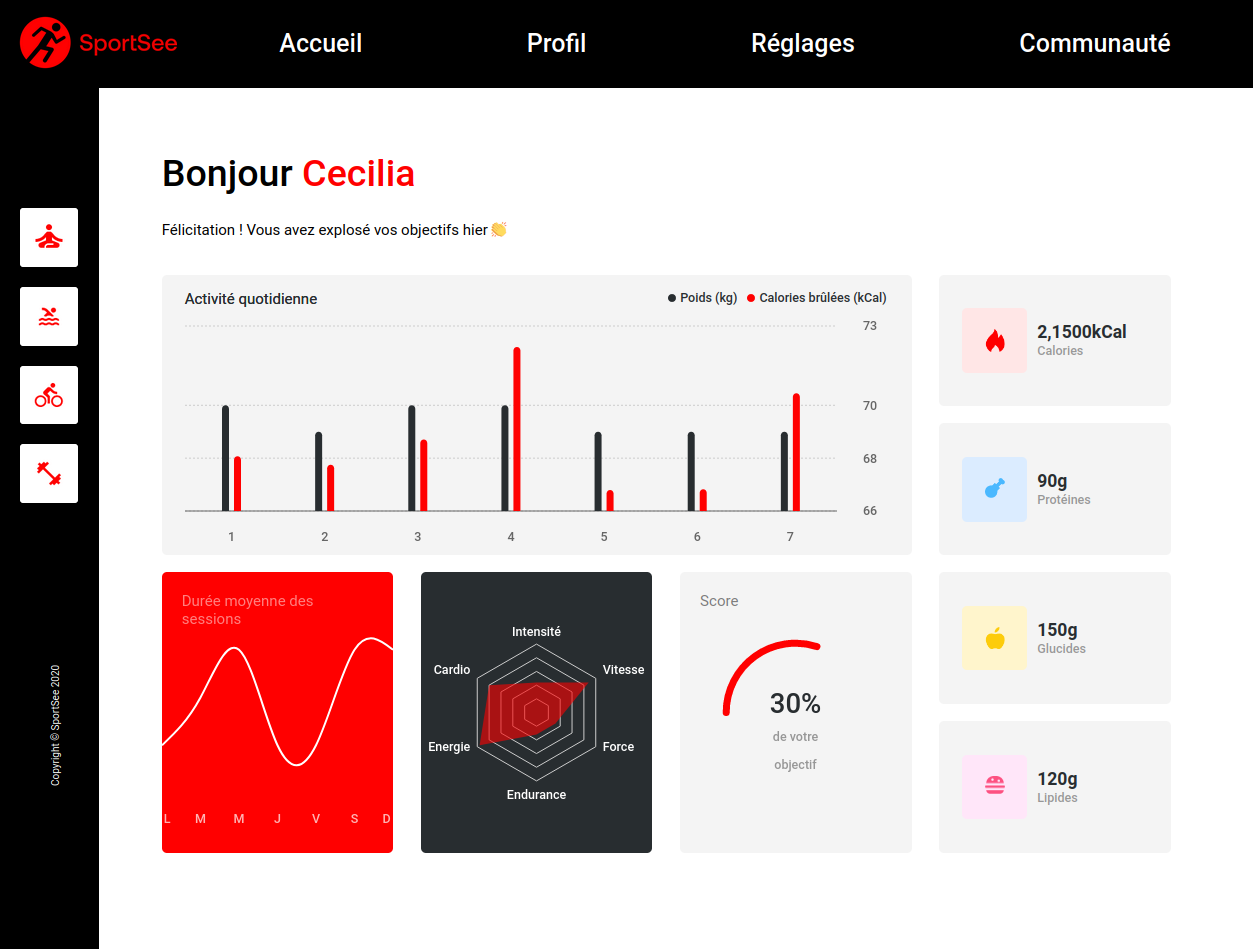 SportSee
Accueil
Profil
Réglages
Communauté
Bonjour Cecilia
Félicitation ! Vous avez explosé vos objectifs hier 👏
Activité quotidienne
Poids (kg)
Calories brûlées (kCal)
73
70
68
66
1 2 3 4 5 6 7
2,1500kCal
Calories
90g
Protéines
150g
Glucides
120g
Lipides
Durée moyenne des
sessions
L M M J V S D
Intensité
Vitesse
Force
Endurance
Energie
Cardio
Score
30%
de votre
objectif
Copyright © SportSee 2020